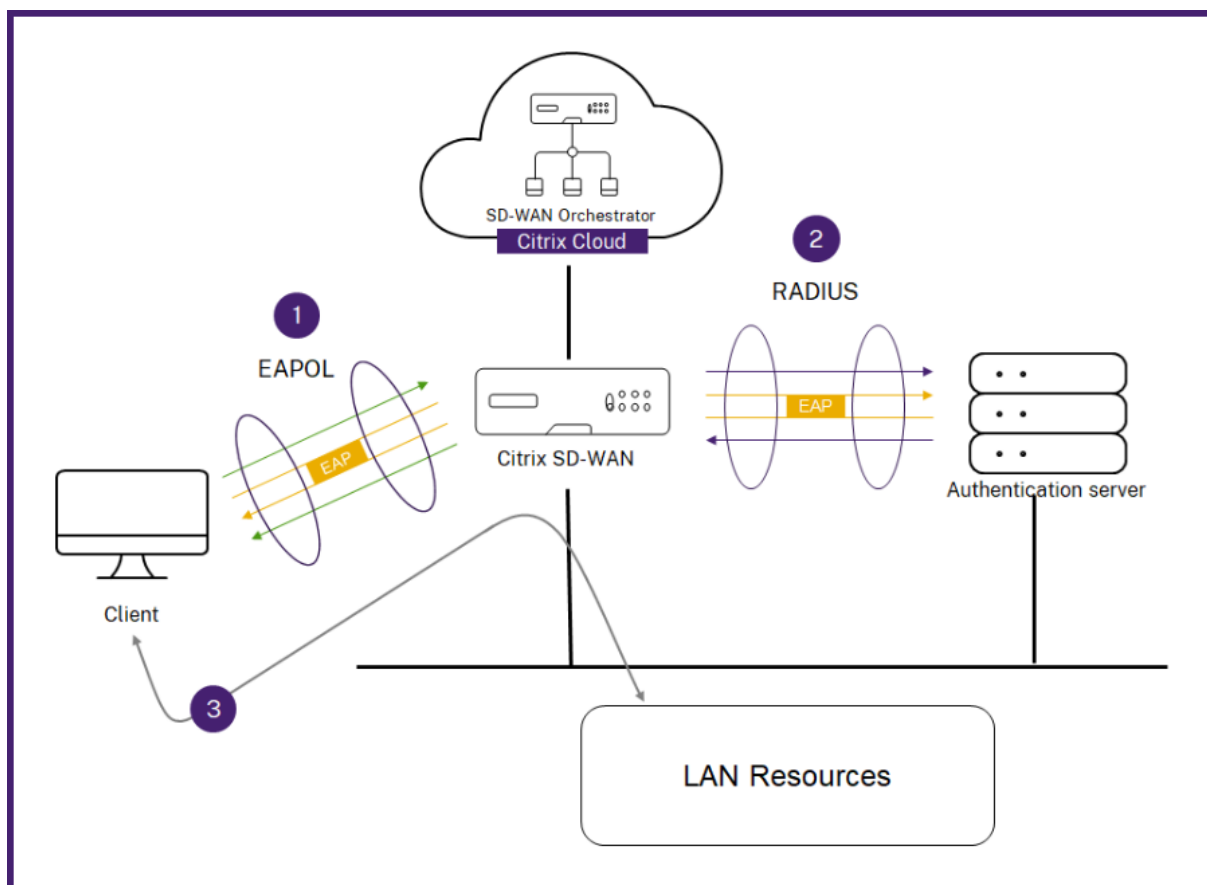 SD-WAN Orchestrator
Citrix Cloud
2
RADIUS
1
EAPOL
EAP
EAP
Citrix SD-WAN
Authentication server
Client
3
LAN Resources